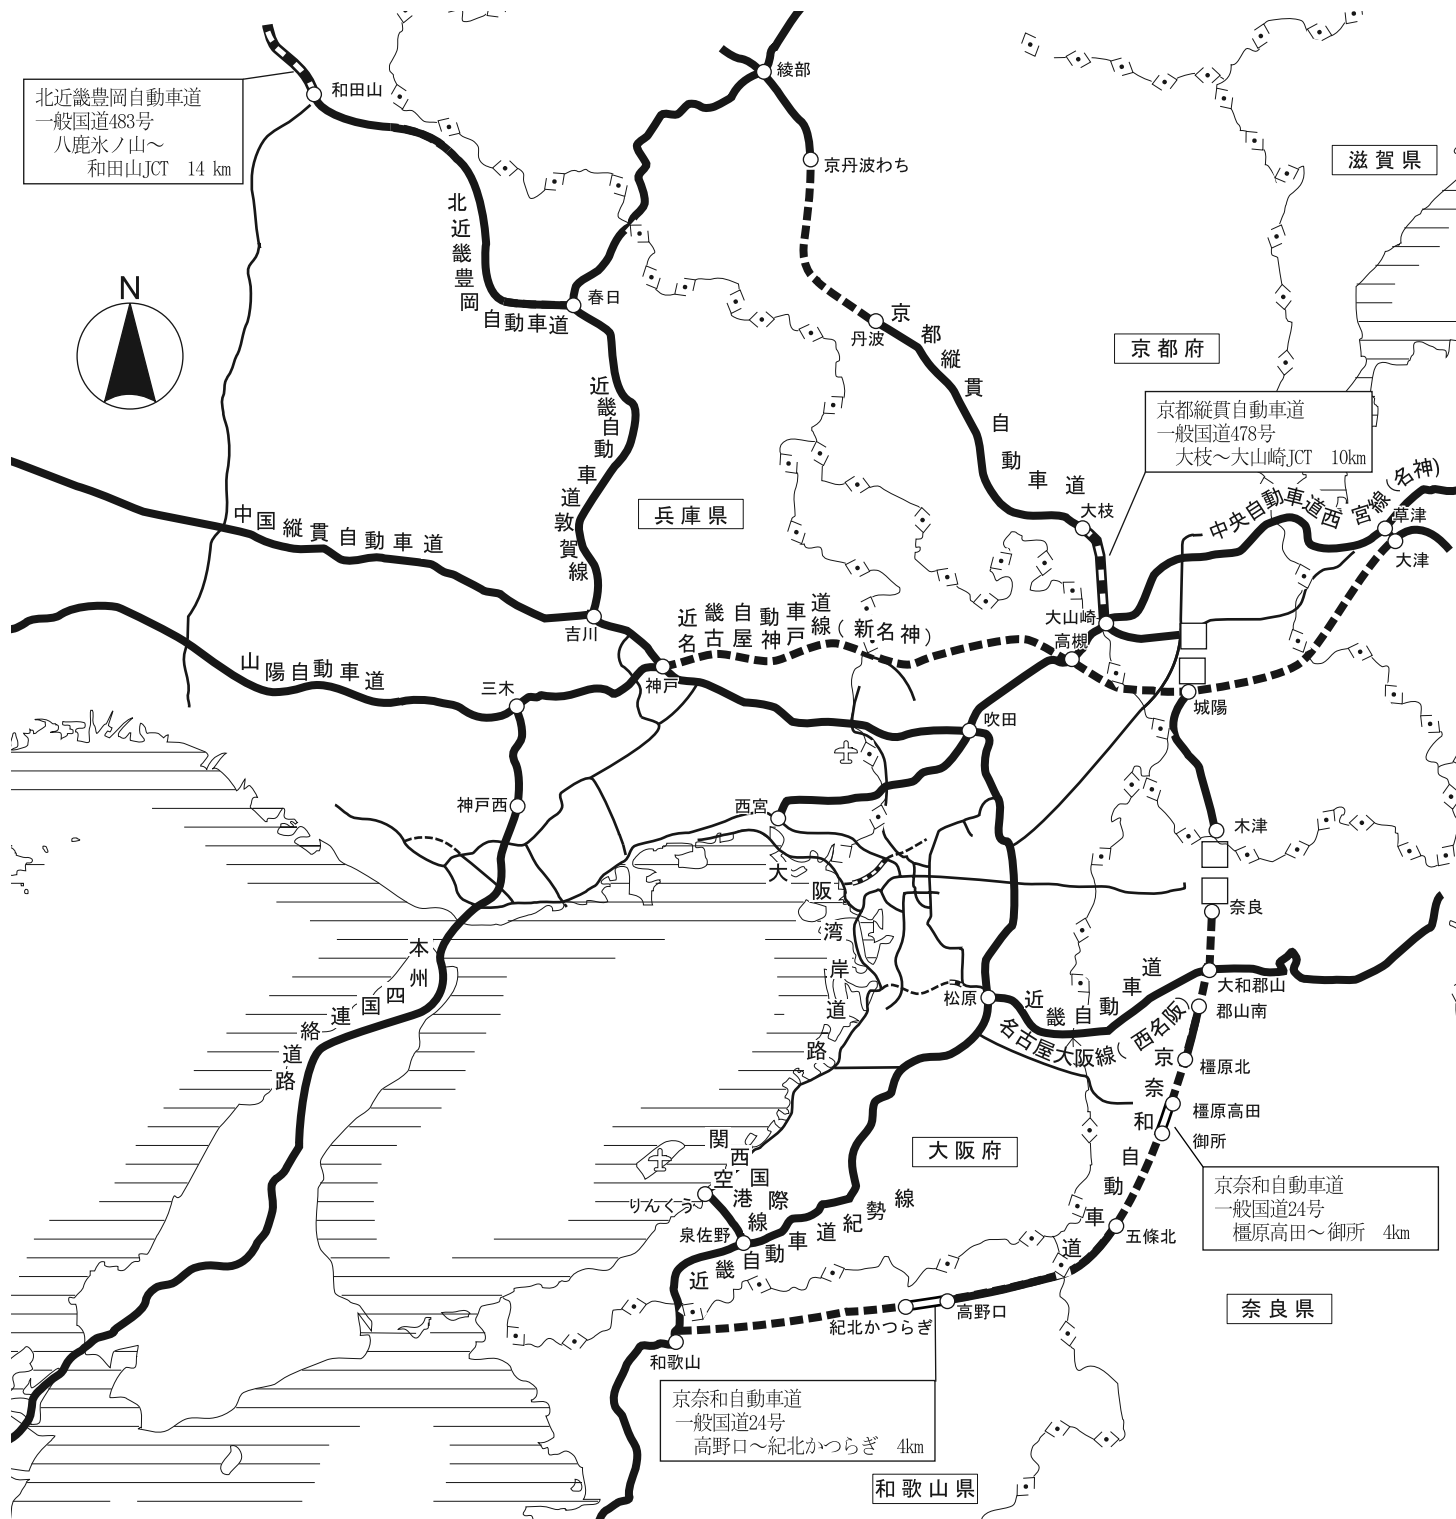 綾部
和田山
北近畿豊岡自動車道
一般国道483号
八鹿氷ノ山～
和田山JCT 14 km
京丹波わち
滋賀県
北近畿豊岡自動車道
N
春日
丹波
京都縦貫自動車道
京都府
京都縦貫自動車道
一般国道478号
大枝～大山崎JCT 10km
近畿自動車道敦賀線
兵庫県
中国縦貫自動車道
大枝
中央自動車道西宮線(名神)
草津
大津
吉川
近畿自動車道
名古屋神戸線(新名神)
大山崎
高槻
山陽自動車道
三木
神戸
城陽
吹田
神戸西
西宮
木津
大阪湾岸道路
奈良
本州四国連絡道路
松原
近畿自動車道
名古屋大阪線(西名阪)
大和郡山
郡山南
橿原北
京奈和自動車道
橿原高田
御所
大阪府
関西国際空港線
りんくう
泉佐野
近畿自動車道紀勢線
京奈和自動車道
一般国道24号
橿原高田～御所 4km
五條北
奈良県
高野口
紀北かつらぎ
和歌山
京奈和自動車道
一般国道24号
高野口～紀北かつらぎ 4km
和歌山県